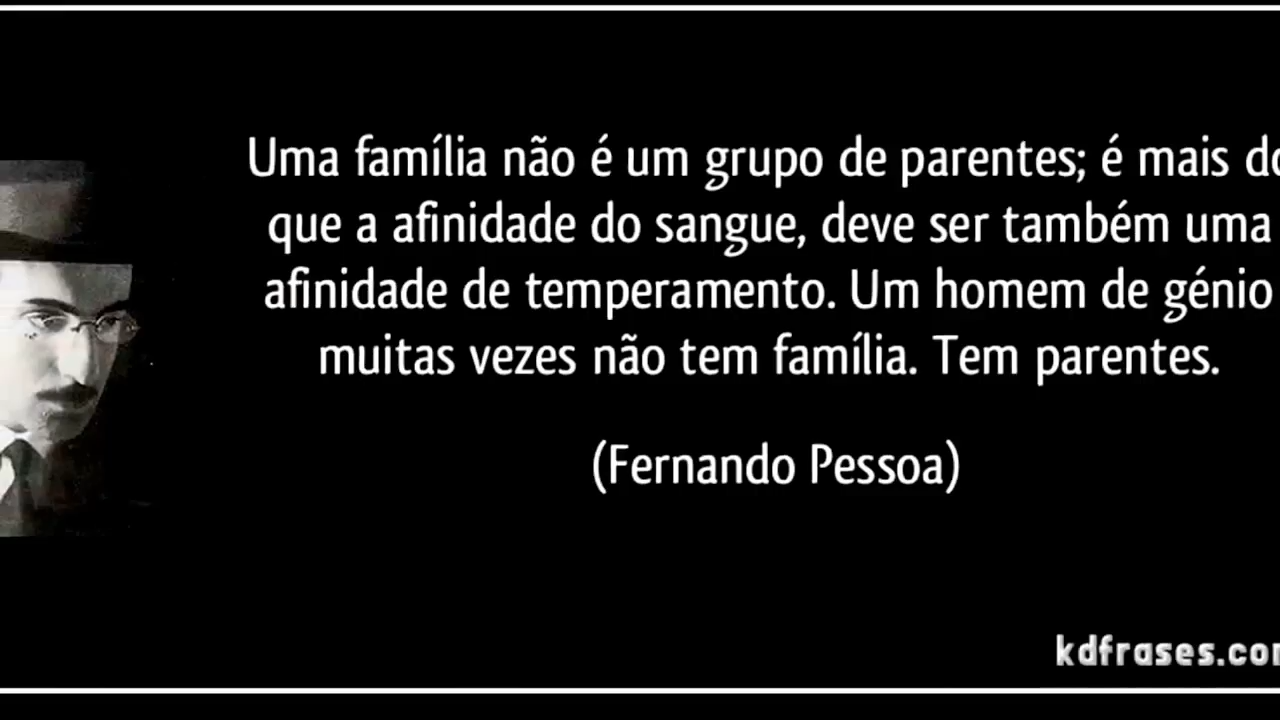 Uma família não é um grupo de parentes; é mais do
que a afinidade do sangue, deve ser também uma
afinidade de temperamento. Um homem de génio
muitas vezes não tem família. Tem parentes.
(Fernando Pessoa)
kdfrases.com